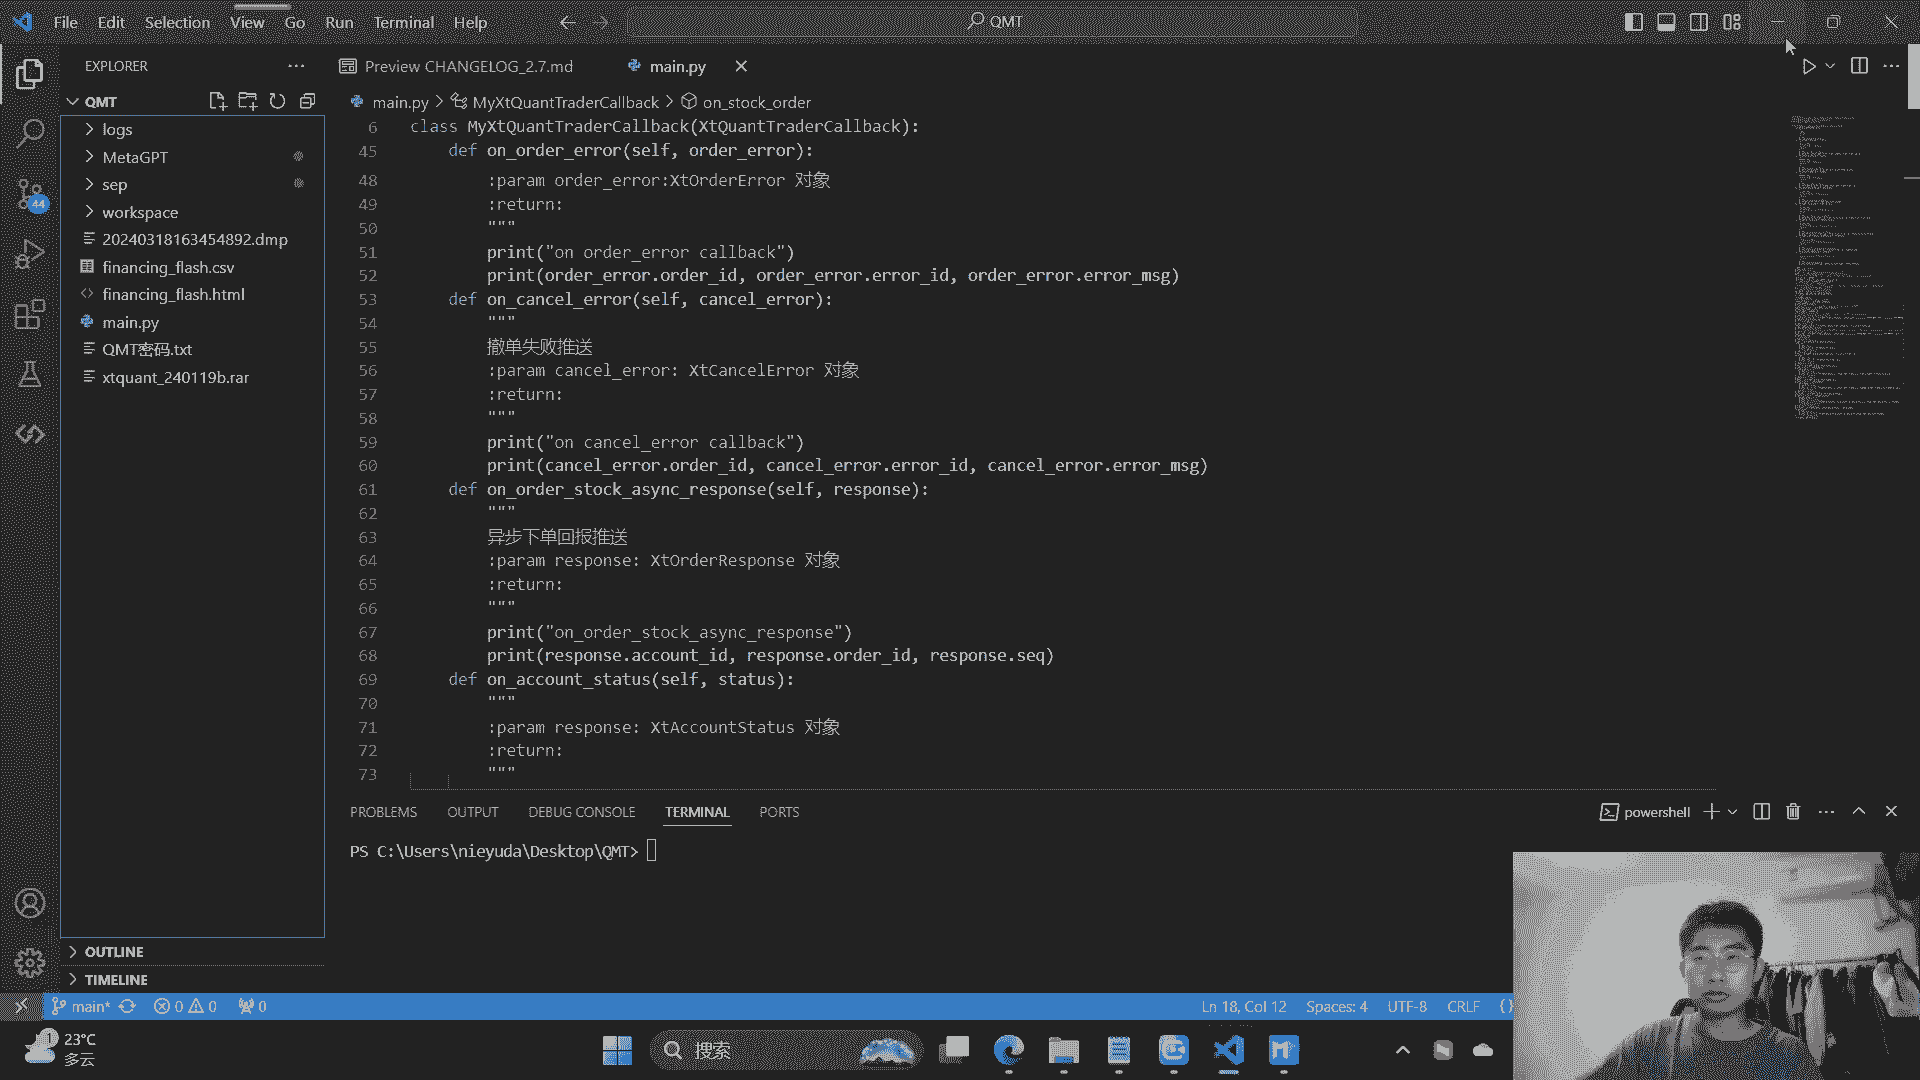 File Edit Selection View Go Run Terminal Help
QMT
EXPLORER
Preview CHANGELOG_2.7.md
main.py
QMT
main.py > MyXtQuantTraderCallback > on_stock_order
logs
MetaGPT
sep
workspace
20240318163454892.dmp
financing_flash.csv
financing_flash.html
main.py
QMT密码.txt
xtquant_240119b.rar
44
6 class MyXtQuantTraderCallback(XtQuantTraderCallback):
45 def on_order_error(self, order_error):
48 :param order_error:XtOrderError 对象
49 :return:
50 """
51 print("on order_error callback")
52 print(order_error.order_id, order_error.error_id, order_error.error_msg)
53 def on_cancel_error(self, cancel_error):
54 """
55 撤单失败推送
56 :param cancel_error: XtCancelError 对象
57 :return:
58 """
59 print("on cancel_error callback")
60 print(cancel_error.order_id, cancel_error.error_id, cancel_error.error_msg)
61 def on_order_stock_async_response(self, response):
62 """
63 异步下单回报推送
64 :param response: XtOrderResponse 对象
65 :return:
66 """
67 print("on_order_stock_async_response")
68 print(response.account_id, response.order_id, response.seq)
69 def on_account_status(self, status):
70 """
71 :param response: XtAccountStatus 对象
72 :return:
73 """
PROBLEMS OUTPUT DEBUG CONSOLE TERMINAL PORTS
powershell
PS C:\Users\nieyuda\Desktop\QMT>
OUTLINE
TIMELINE
main* 0 0 0
Ln 18, Col 12 Spaces: 4 UTF-8 CRLF {}
23°C
多云
搜索